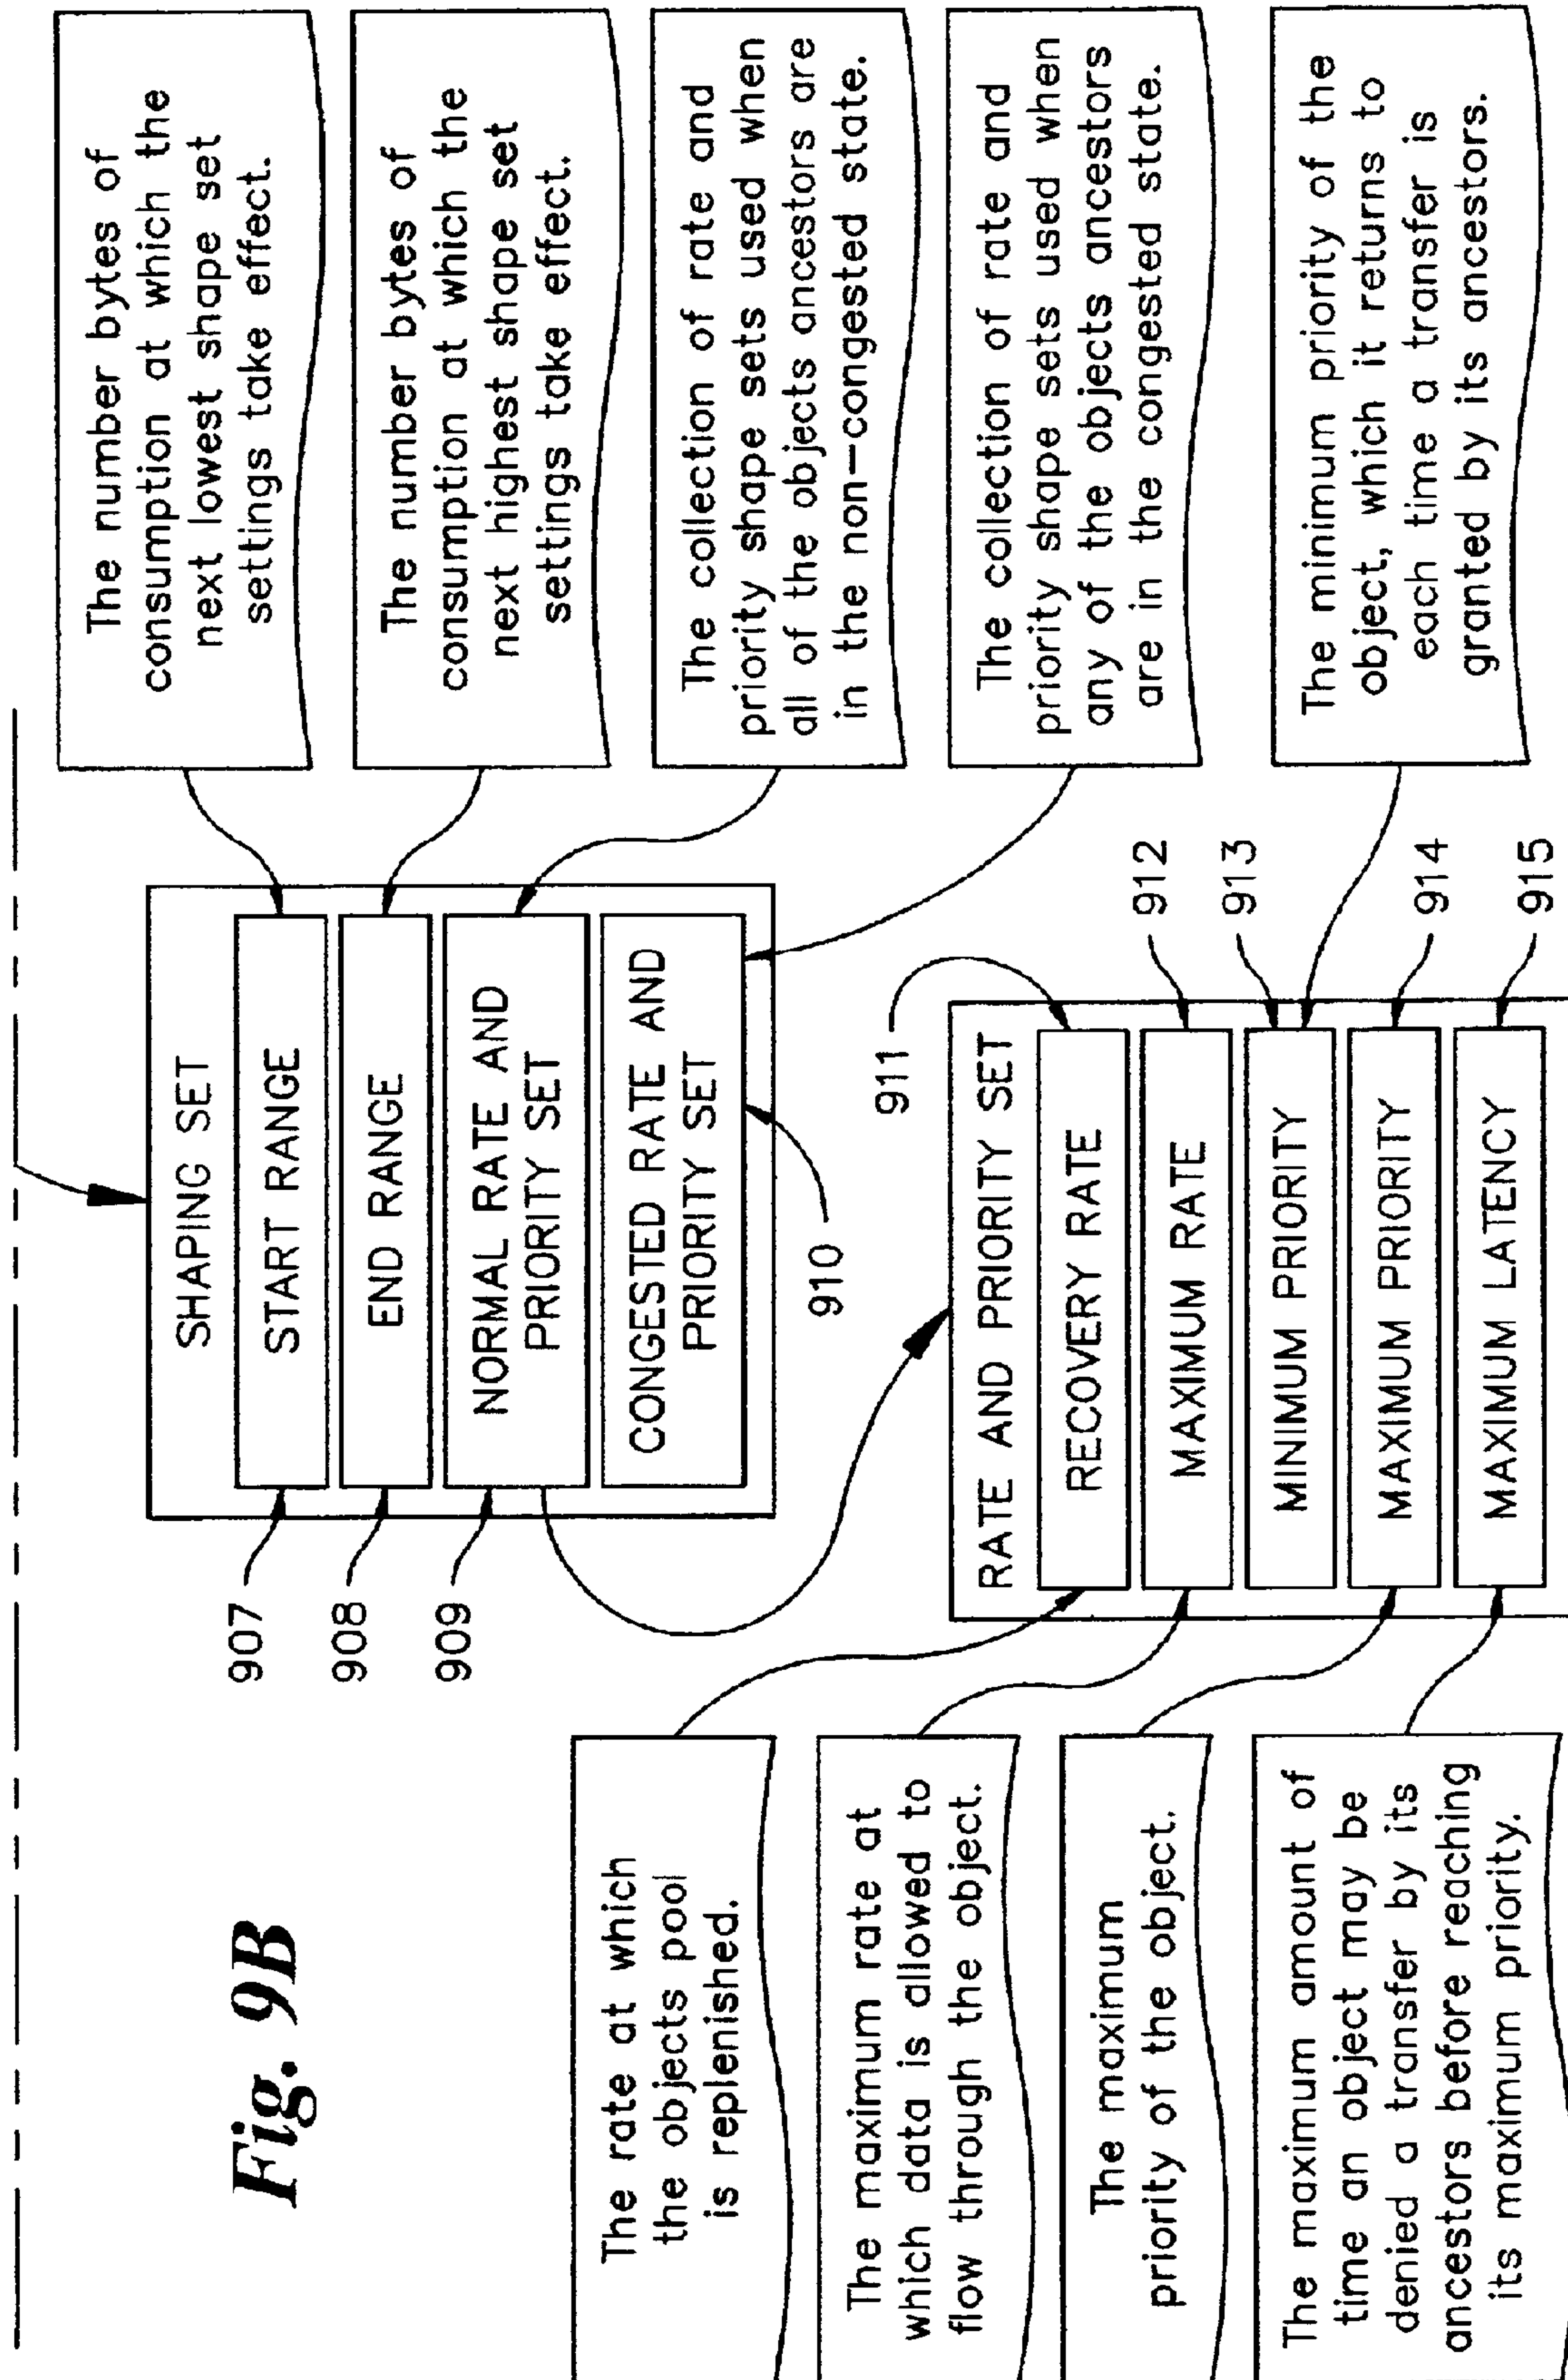 Fig. 9B
SHAPING SET
START RANGE
END RANGE
NORMAL RATE AND
PRIORITY SET
CONGESTED RATE AND
PRIORITY SET
907
908
909
910
The number bytes of
consumption at which the
next lowest shape set
settings take effect.
The number bytes of
consumption at which the
next highest shape set
settings take effect.
The collection of rate and
priority shape sets used when
all of the objects ancestors are
in the non-congested state.
The collection of rate and
priority shape sets used when
any of the objects ancestors
are in the congested state.
The rate at which
the objects pool
is replenished.
The maximum rate at
which data is allowed to
flow through the object.
The maximum
priority of the object.
The maximum amount of
time an object may be
denied a transfer by its
ancestors before reaching
its maximum priority.
RATE AND PRIORITY SET
RECOVERY RATE
MAXIMUM RATE
MINIMUM PRIORITY
MAXIMUM PRIORITY
MAXIMUM LATENCY
911
912
913
914
915
The minimum priority of the
object, which it returns to
each time a transfer is
granted by its ancestors.